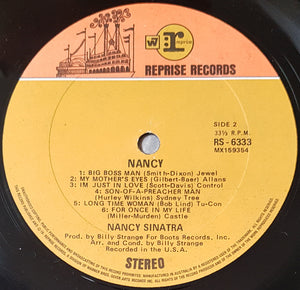 W
r
reprise
REPRISE RECORDS
SIDE 2
33⅓ R.P.M.
RS - 6333
MX159354
NANCY
1: BIG BOSS MAN (Smith-Dixon) Jewel
2: MY MOTHER'S EYES (Gilbert-Baer) Allans
3: IM JUST IN LOVE (Scott-Davis) Control
4: SON-OF-A-PREACHER MAN
(Hurley Wilkins) Sydney Tree
5: LONG TIME WOMAN (Bob Lind) Tu-Con
6: FOR ONCE IN MY LIFE
(Miller-Murden) Castle
NANCY SINATRA
Prod. by Billy Strange For Boots Records, Inc.
Arr. and Cond. by Billy Strange
Recorded in the U.S.A.
STEREO